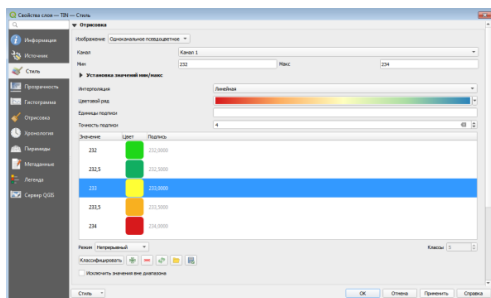 Свойства слоя — TIN — Стиль
Информация
Источник
Стиль
Прозрачность
Гистограмма
Отрисовка
Хронология
Пирамиды
Метаданные
Легенда
Сервер QGIS
Отрисовка
Изображение Одноканальное псевдоцветное
Канал Канал 1
Мин 232 Макс 234
Установка значений мин/макс
Интерполяция Линейная
Цветовой ряд
Единицы подписи
Точность подписи 4
Значение Цвет Подпись
232 232,0000
232,5 232,5000
233 233,0000
233,5 233,5000
234 234,0000
Режим Непрерывный Классы 5
Классифицировать
Исключить значения вне диапазона
Стиль OK Отмена Применить Справка